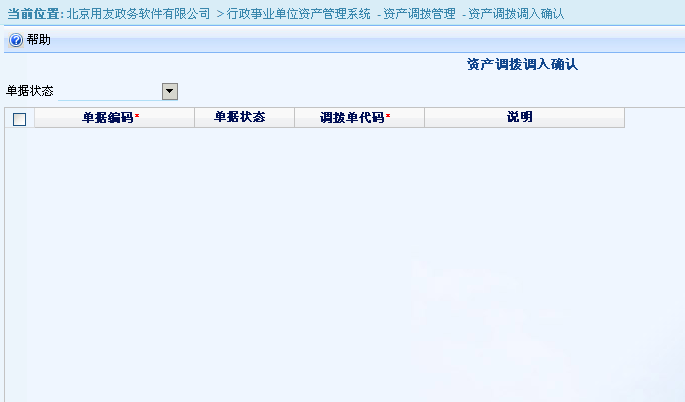 当前位置: 北京用友政务软件有限公司 >行政事业单位资产管理系统 -资产调拨管理 -资产调拨调入确认
帮助
资产调拨调入确认
单据状态
单据编码* 单据状态 调拨单代码* 说明